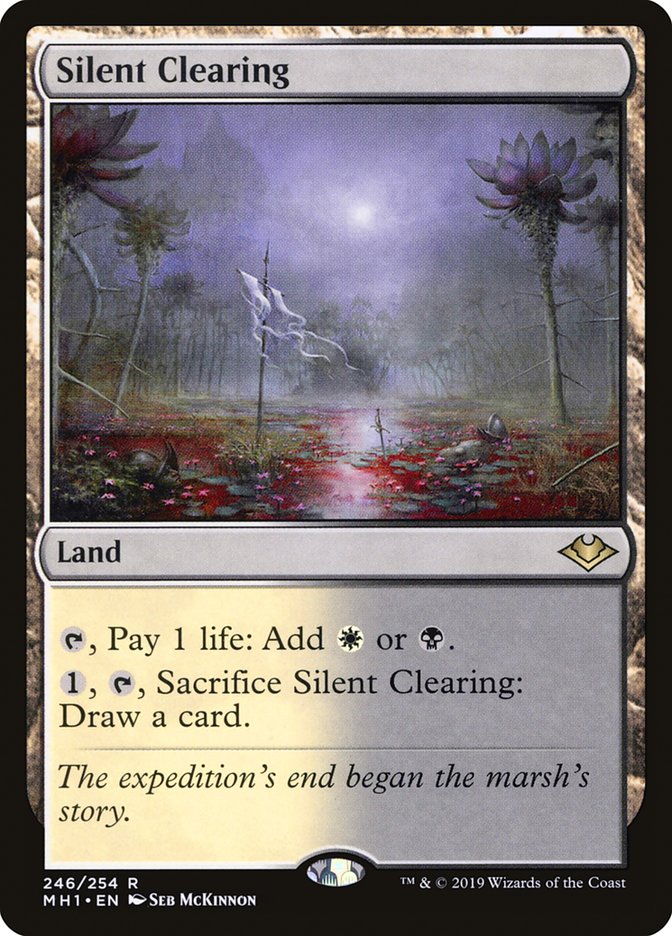 Silent Clearing
Land
, Pay 1 life: Add or .
1, , Sacrifice Silent Clearing:
Draw a card.
The expedition's end began the marsh's
story.
246/254 R
MH1•EN Seb McKinnon
™ & © 2019 Wizards of the Coast